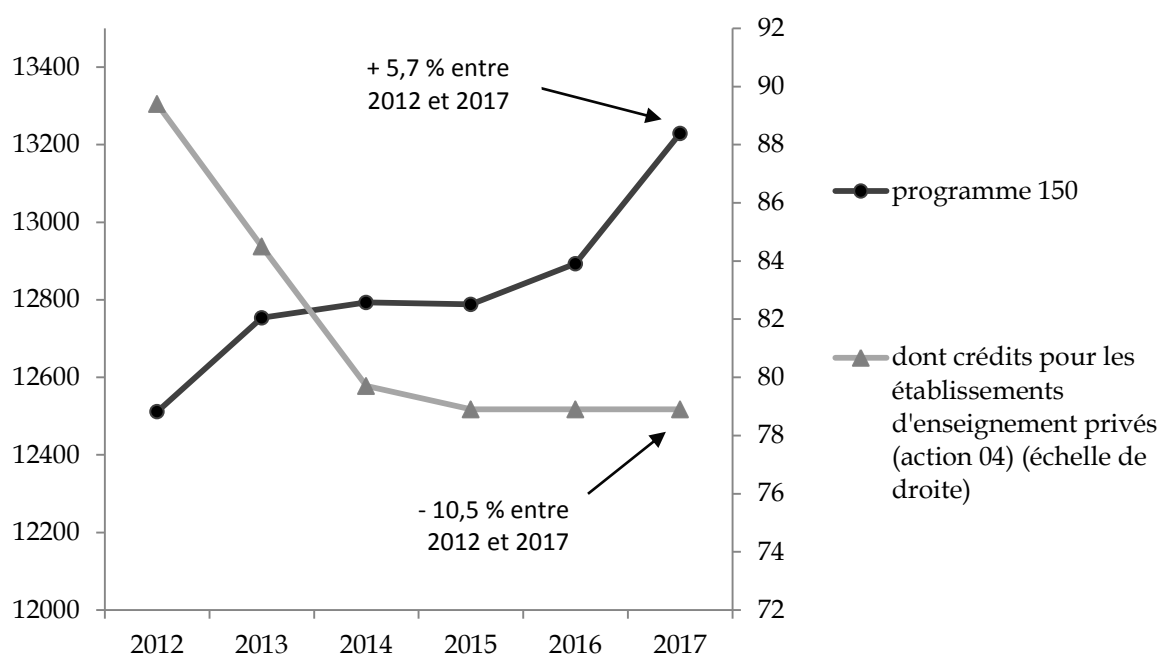 13400
13200
13000
12800
12600
12400
12200
12000
92
90
88
86
84
82
80
78
76
74
72
2012
2013
2014
2015
2016
2017
+ 5,7 % entre
2012 et 2017
- 10,5 % entre
2012 et 2017
programme 150
dont crédits pour les
établissements
d'enseignement privés
(action 04) (échelle de
droite)